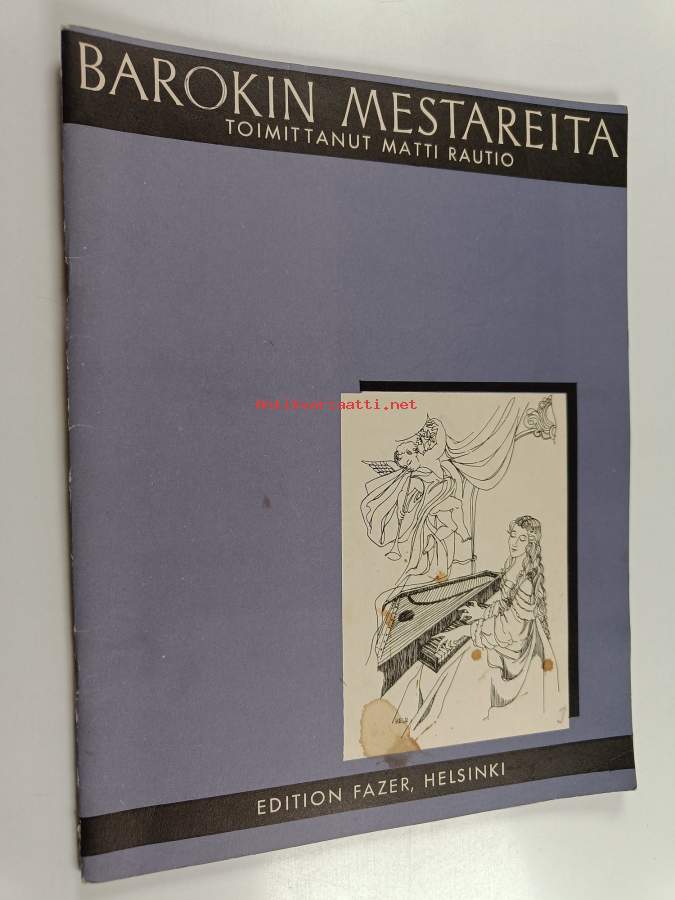 BAROKIN MESTAREITA
TOIMITTANUT MATTI RAUTIO
Antikvariaatti.net
EDITION FAZER, HELSINKI